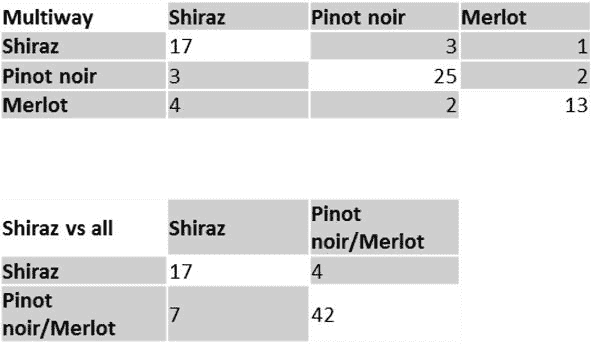 Multiway Shiraz Pinot noir Merlot
Shiraz 17 3 1
Pinot noir 3 25 2
Merlot 4 2 13
Shiraz vs all Shiraz Pinot
noir/Merlot
Shiraz 17 4
Pinot
noir/Merlot 7 42